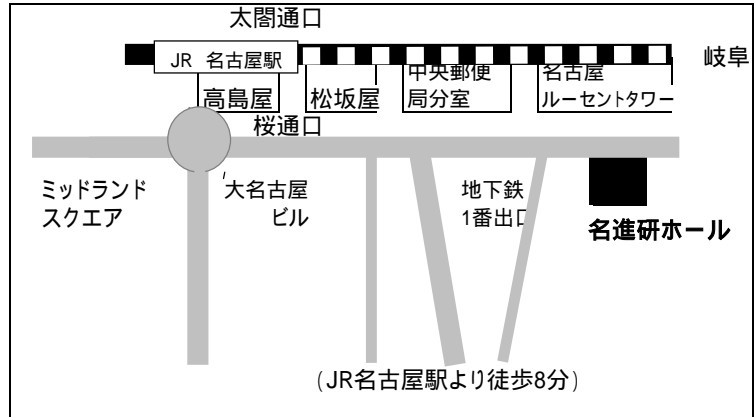 太閤通口
JR 名古屋駅
岐阜
高島屋
松坂屋
中央郵便
局分室
名古屋
ルーセントタワー
桜通口
ミッドランド
スクエア
大名古屋
ビル
地下鉄
1番出口
名進研ホール
(JR名古屋駅より徒歩8分)